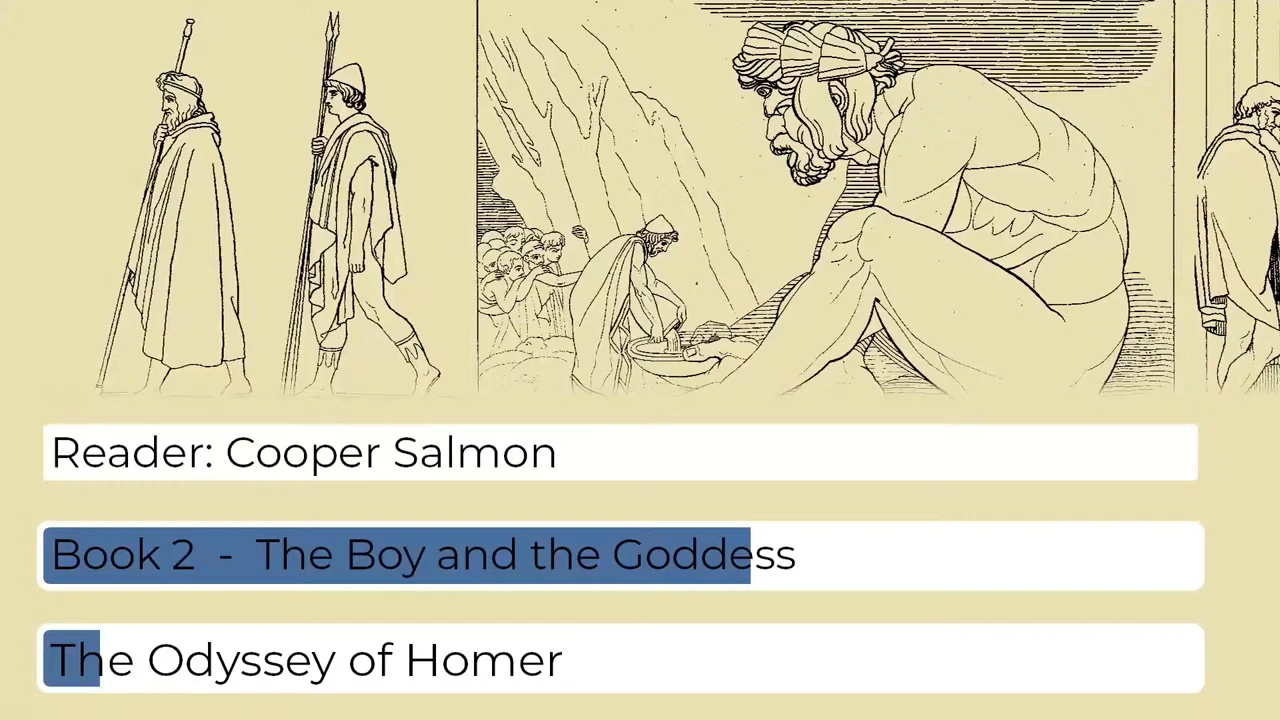 Reader: Cooper Salmon
Book 2 - The Boy and the Goddess
The Odyssey of Homer